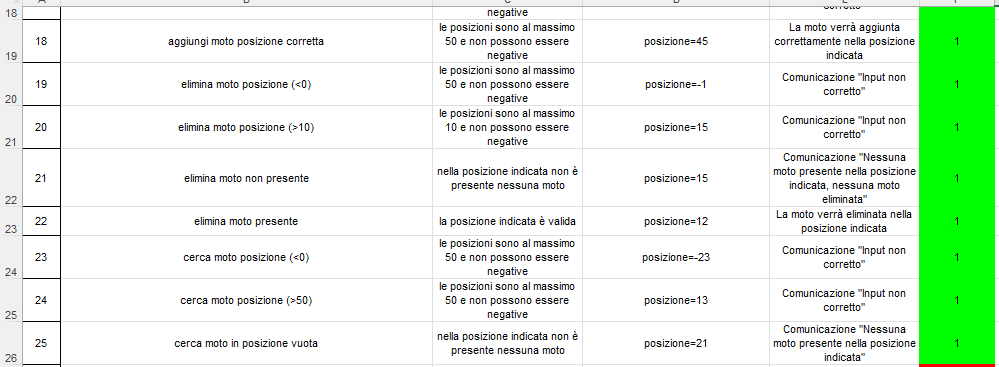 A B C D E F
18 negative corretto
19 18 aggiungi moto posizione corretta le posizioni sono al massimo 50 e non possono essere negative posizione=45 La moto verrà aggiunta correttamente nella posizione indicata 1
20 19 elimina moto posizione (<0) le posizioni sono al massimo 50 e non possono essere negative posizione=-1 Comunicazione "Input non corretto" 1
21 20 elimina moto posizione (>10) le posizioni sono al massimo 10 e non possono essere negative posizione=15 Comunicazione "Input non corretto" 1
22 21 elimina moto non presente nella posizione indicata non è presente nessuna moto posizione=15 Comunicazione "Nessuna moto presente nella posizione indicata, nessuna moto eliminata" 1
23 22 elimina moto presente la posizione indicata è valida posizione=12 La moto verrà eliminata nella posizione indicata 1
24 23 cerca moto posizione (<0) le posizioni sono al massimo 50 e non possono essere negative posizione=-23 Comunicazione "Input non corretto" 1
25 24 cerca moto posizione (>50) le posizioni sono al massimo 50 e non possono essere negative posizione=13 Comunicazione "Input non corretto" 1
26 25 cerca moto in posizione vuota nella posizione indicata non è presente nessuna moto posizione=21 Comunicazione "Nessuna moto presente nella posizione indicata" 1